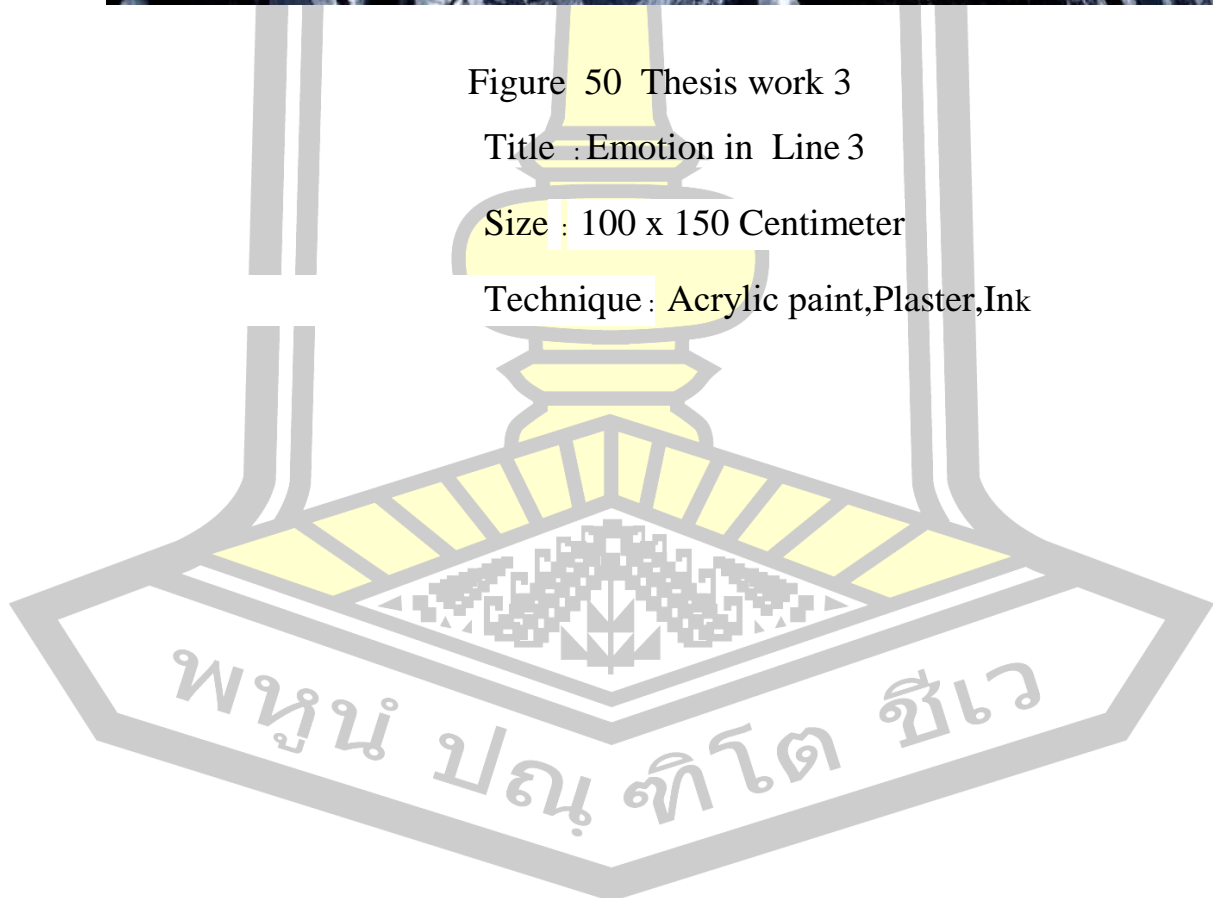 Figure 50 Thesis work 3
Title : Emotion in Line 3
Size : 100 x 150 Centimeter
Technique : Acrylic paint,Plaster,Ink
พหูนํ ปณฺฑิโต ชีเว